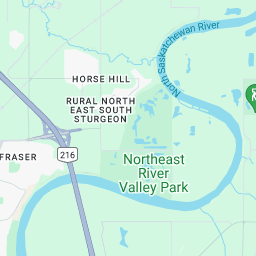 North Saskatchewan River
HORSE HILL
RURAL NORTH
EAST SOUTH
STURGEON
FRASER
216
Northeast
River
Valley Park